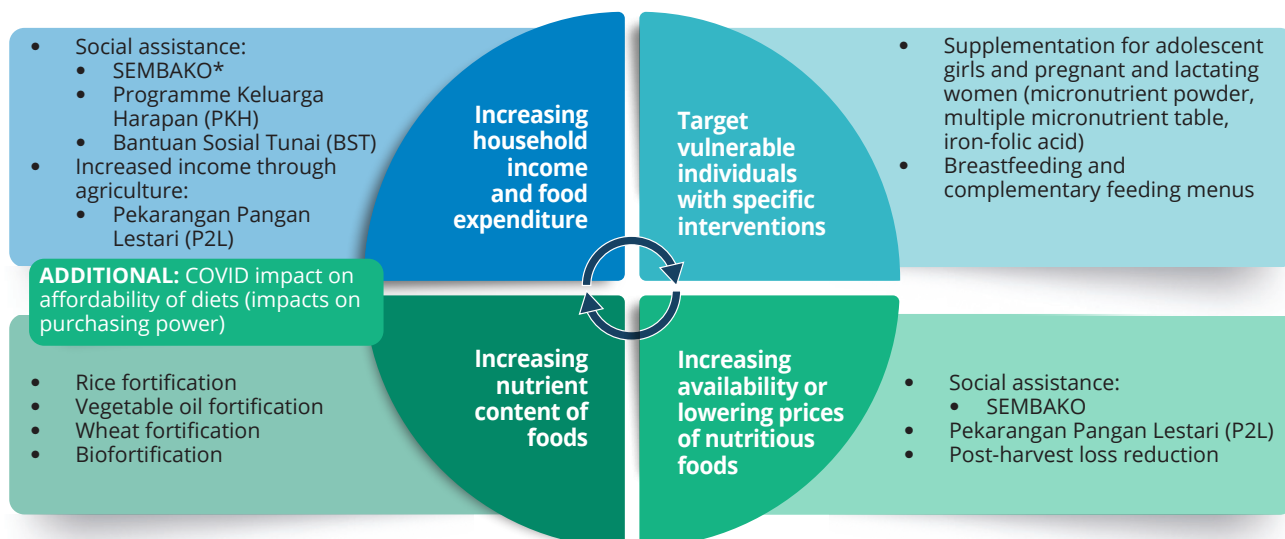 • Social assistance:
• SEMBAKO*
• Programme Keluarga
Harapan (PKH)
• Bantuan Sosial Tunai (BST)
• Increased income through
agriculture:
• Pekarangan Pangan
Lestari (P2L)
Increasing
household
income
and food
expenditure
Target
vulnerable
individuals
with specific
interventions
• Supplementation for adolescent
girls and pregnant and lactating
women (micronutrient powder,
multiple micronutrient table,
iron-folic acid)
• Breastfeeding and
complementary feeding menus
ADDITIONAL: COVID impact on
affordability of diets (impacts on
purchasing power)
• Rice fortification
• Vegetable oil fortification
• Wheat fortification
• Biofortification
Increasing
nutrient
content of
foods
Increasing
availability or
lowering prices
of nutritious
foods
• Social assistance:
• SEMBAKO
• Pekarangan Pangan Lestari (P2L)
• Post-harvest loss reduction